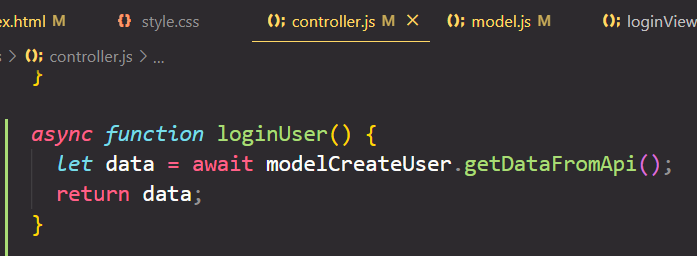 ex.html M style.css controller.js M model.js M loginView
controller.js ...
}
async function loginUser() {
let data = await modelCreateUser.getDataFromApi();
return data;
}